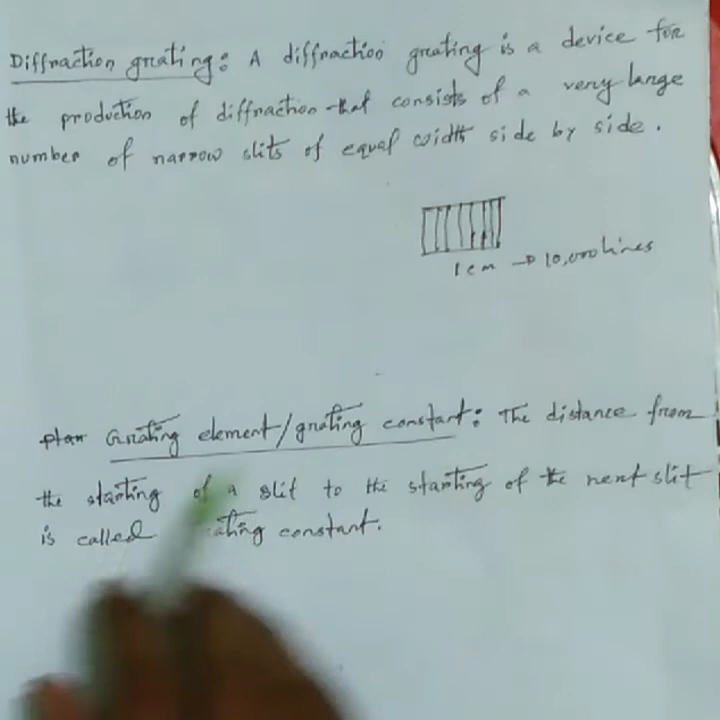 Diffraction grating: A diffraction grating is a device for
the production of diffraction that consists of a very large
number of narrow slits of equal width side by side.
1 cm → 10,000 lines
Grating element/grating constant: The distance from
the starting of a slit to the starting of the next slit
is called constant.